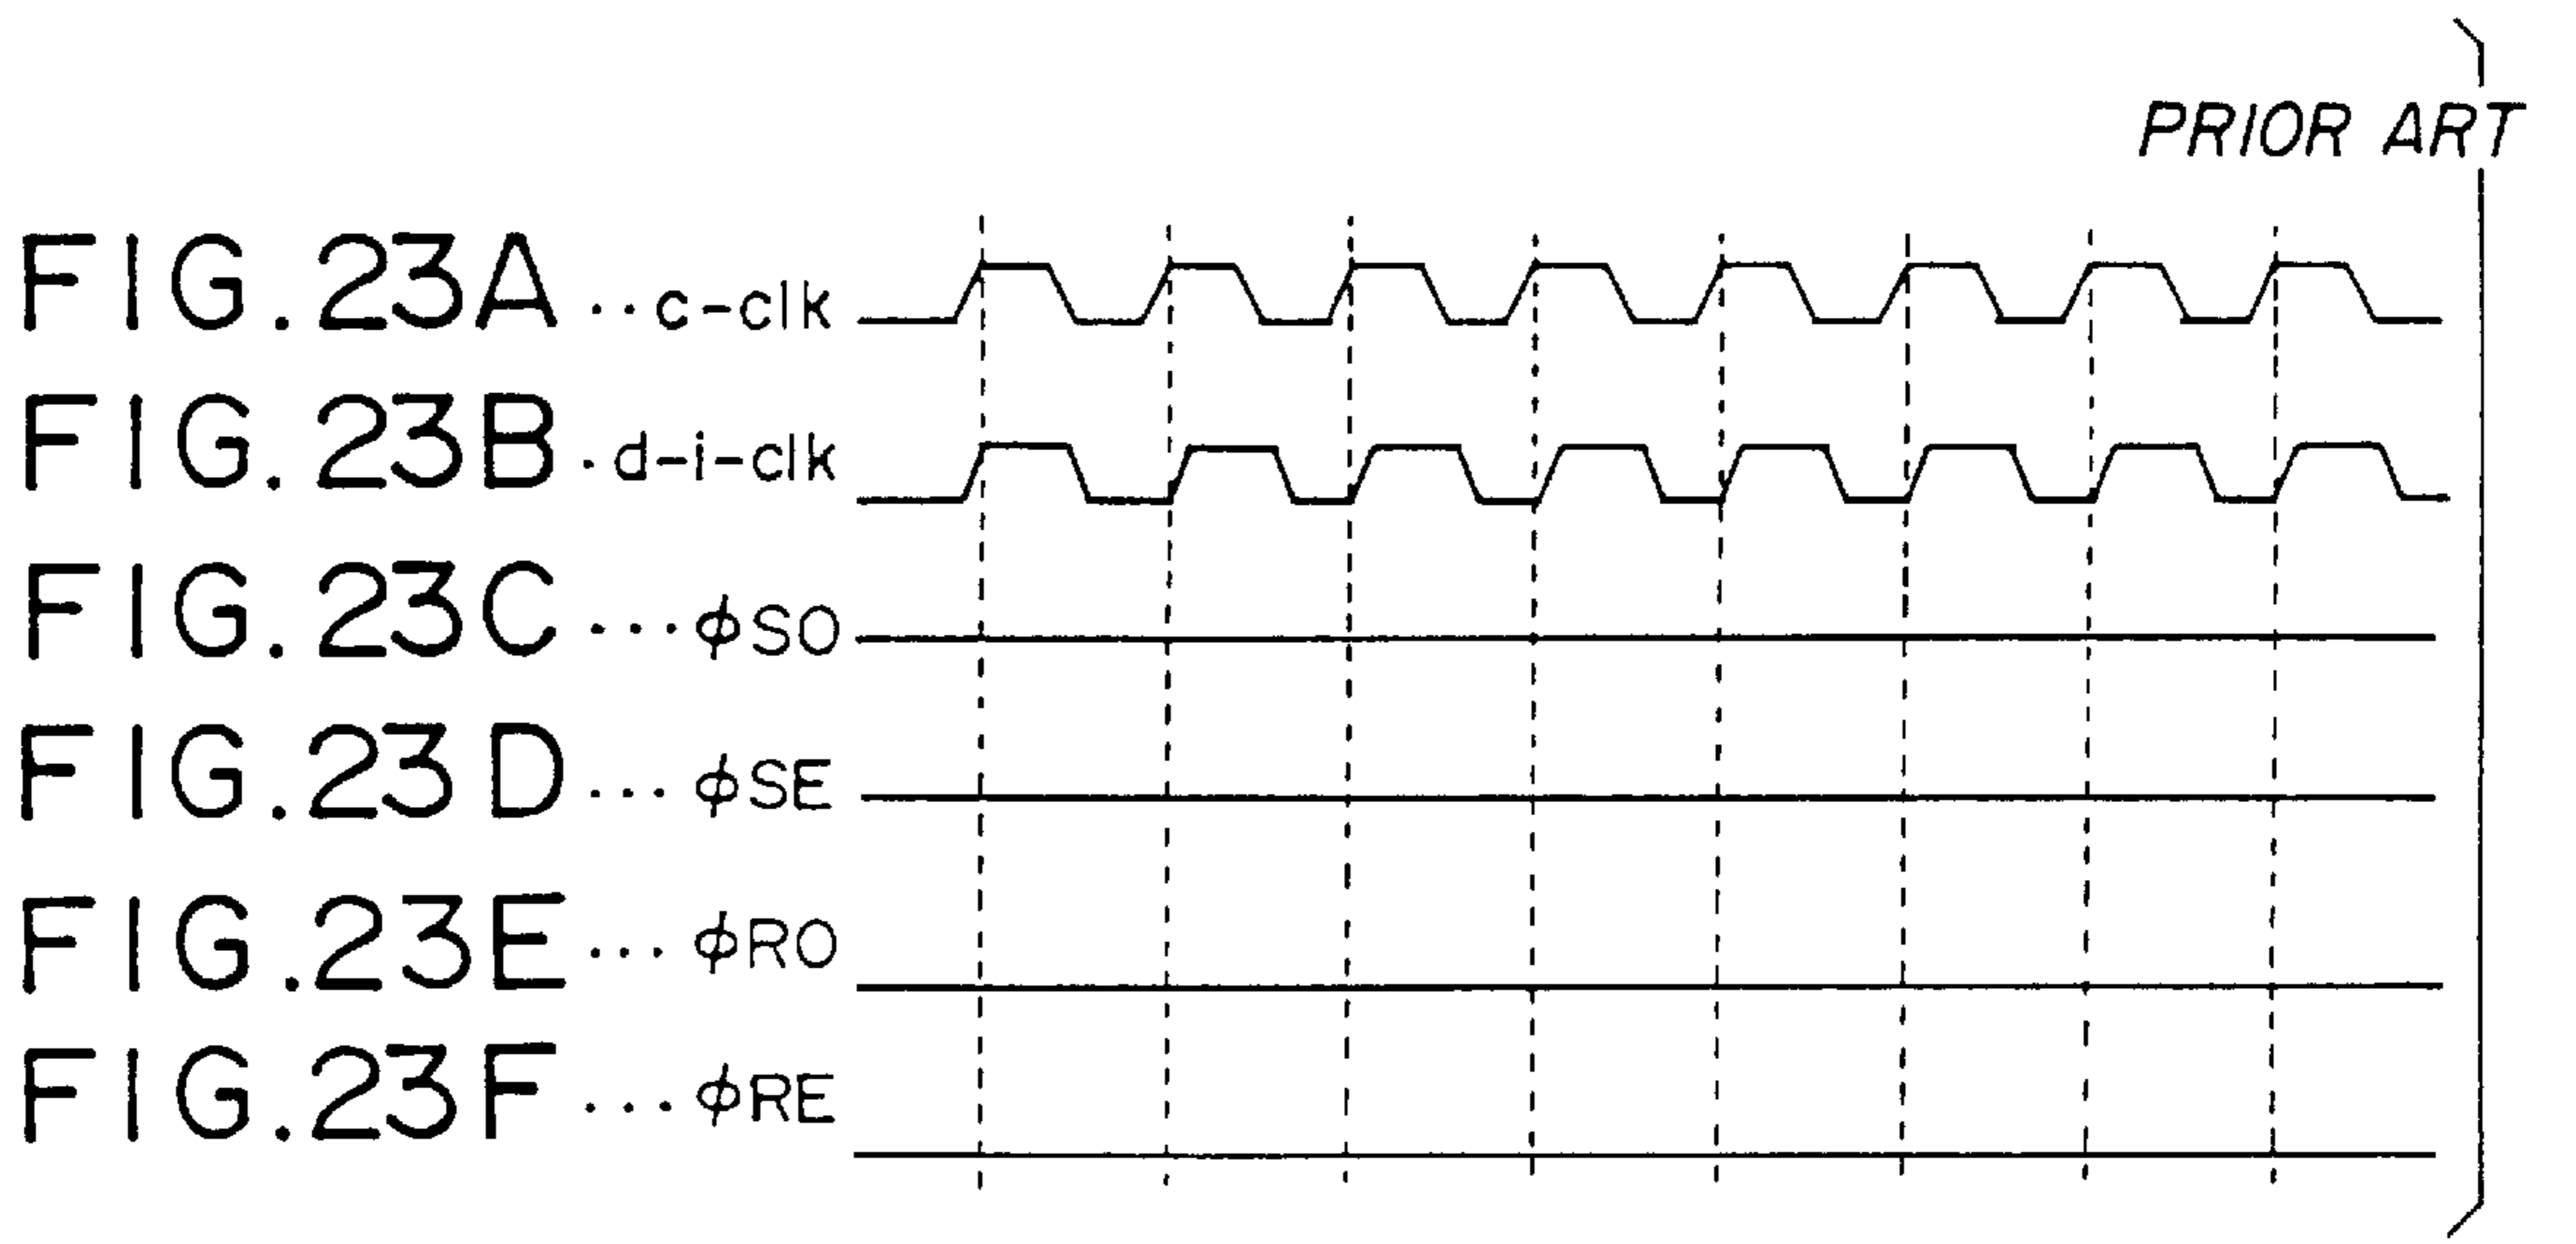 PRIOR ART
FIG.23A ··c-clk
FIG.23B ·d-i-clk
FIG.23C ···φSO
FIG.23D ···φSE
FIG.23E ···φRO
FIG.23F ···φRE